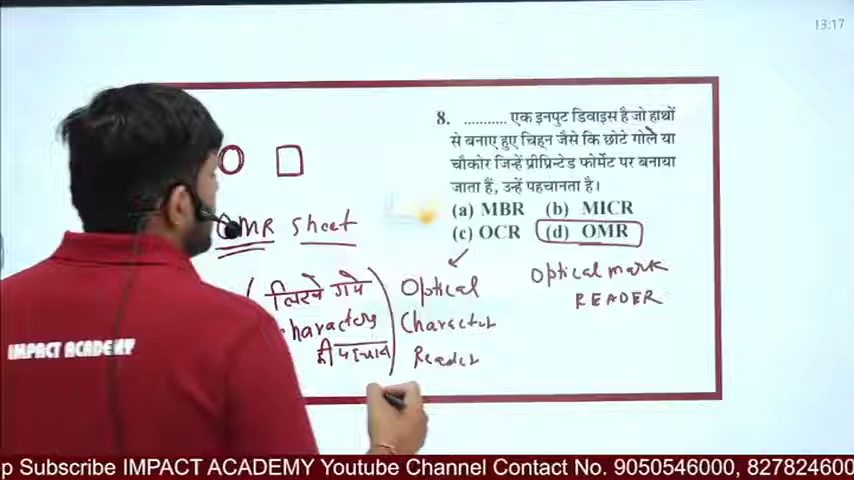 13:17
8. ........... एक इनपुट डिवाइस है जो हाथों
से बनाए हुए चिह्न जैसे कि छोटे गोले या
चौकोर जिन्हें प्रीप्रिन्टेड फोर्मेट पर बनाया
जाता हैं, उन्हें पहचानता है।
(a) MBR (b) MICR
(c) OCR (d) OMR
OMR Sheet
Optical mark
READER
लिखे गये
characters
की पहचान
Optical
Character
Reader
IMPACT ACADEMY
p Subscribe IMPACT ACADEMY Youtube Channel Contact No. 9050546000, 827824600